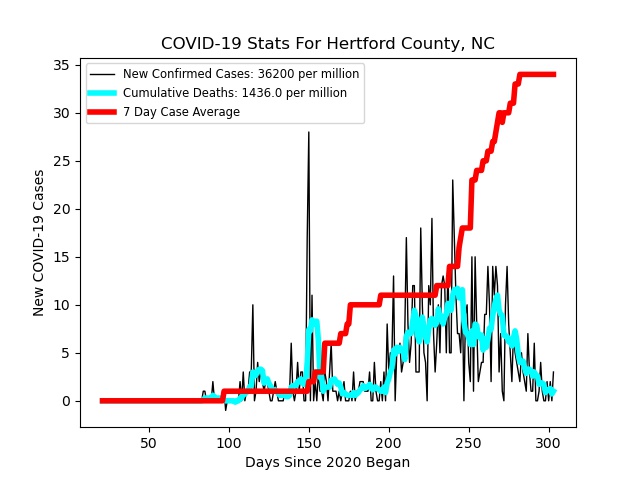 COVID-19 Stats For Hertford County, NC
New Confirmed Cases: 36200 per million
Cumulative Deaths: 1436.0 per million
7 Day Case Average
New COVID-19 Cases
35
30
25
20
15
10
5
0
50
100
150
200
250
300
Days Since 2020 Began